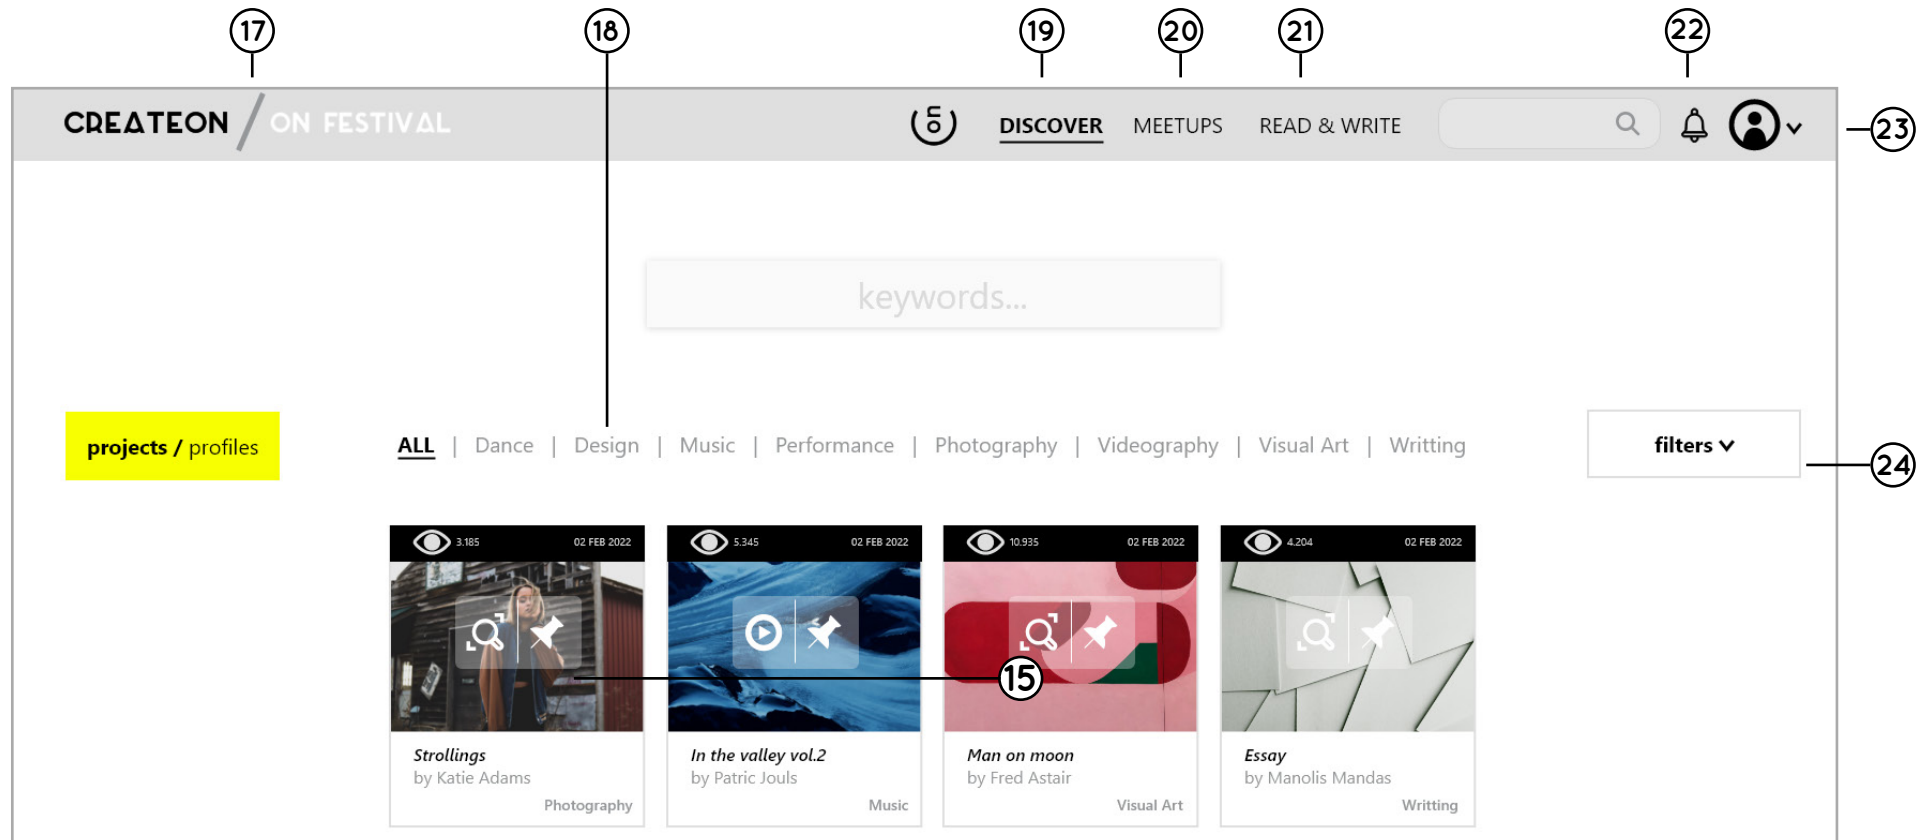 17 18 19 20 21 22
CREATEON / ON FESTIVAL on DISCOVER MEETUPS READ & WRITE
23
keywords...
projects / profiles ALL | Dance | Design | Music | Performance | Photography | Videography | Visual Art | Writting filters
24
3.185 02 FEB 2022 5.345 02 FEB 2022 10.935 02 FEB 2022 4.204 02 FEB 2022
15
Strollings
by Katie Adams
Photography
In the valley vol.2
by Patric Jouls
Music
Man on moon
by Fred Astair
Visual Art
Essay
by Manolis Mandas
Writting